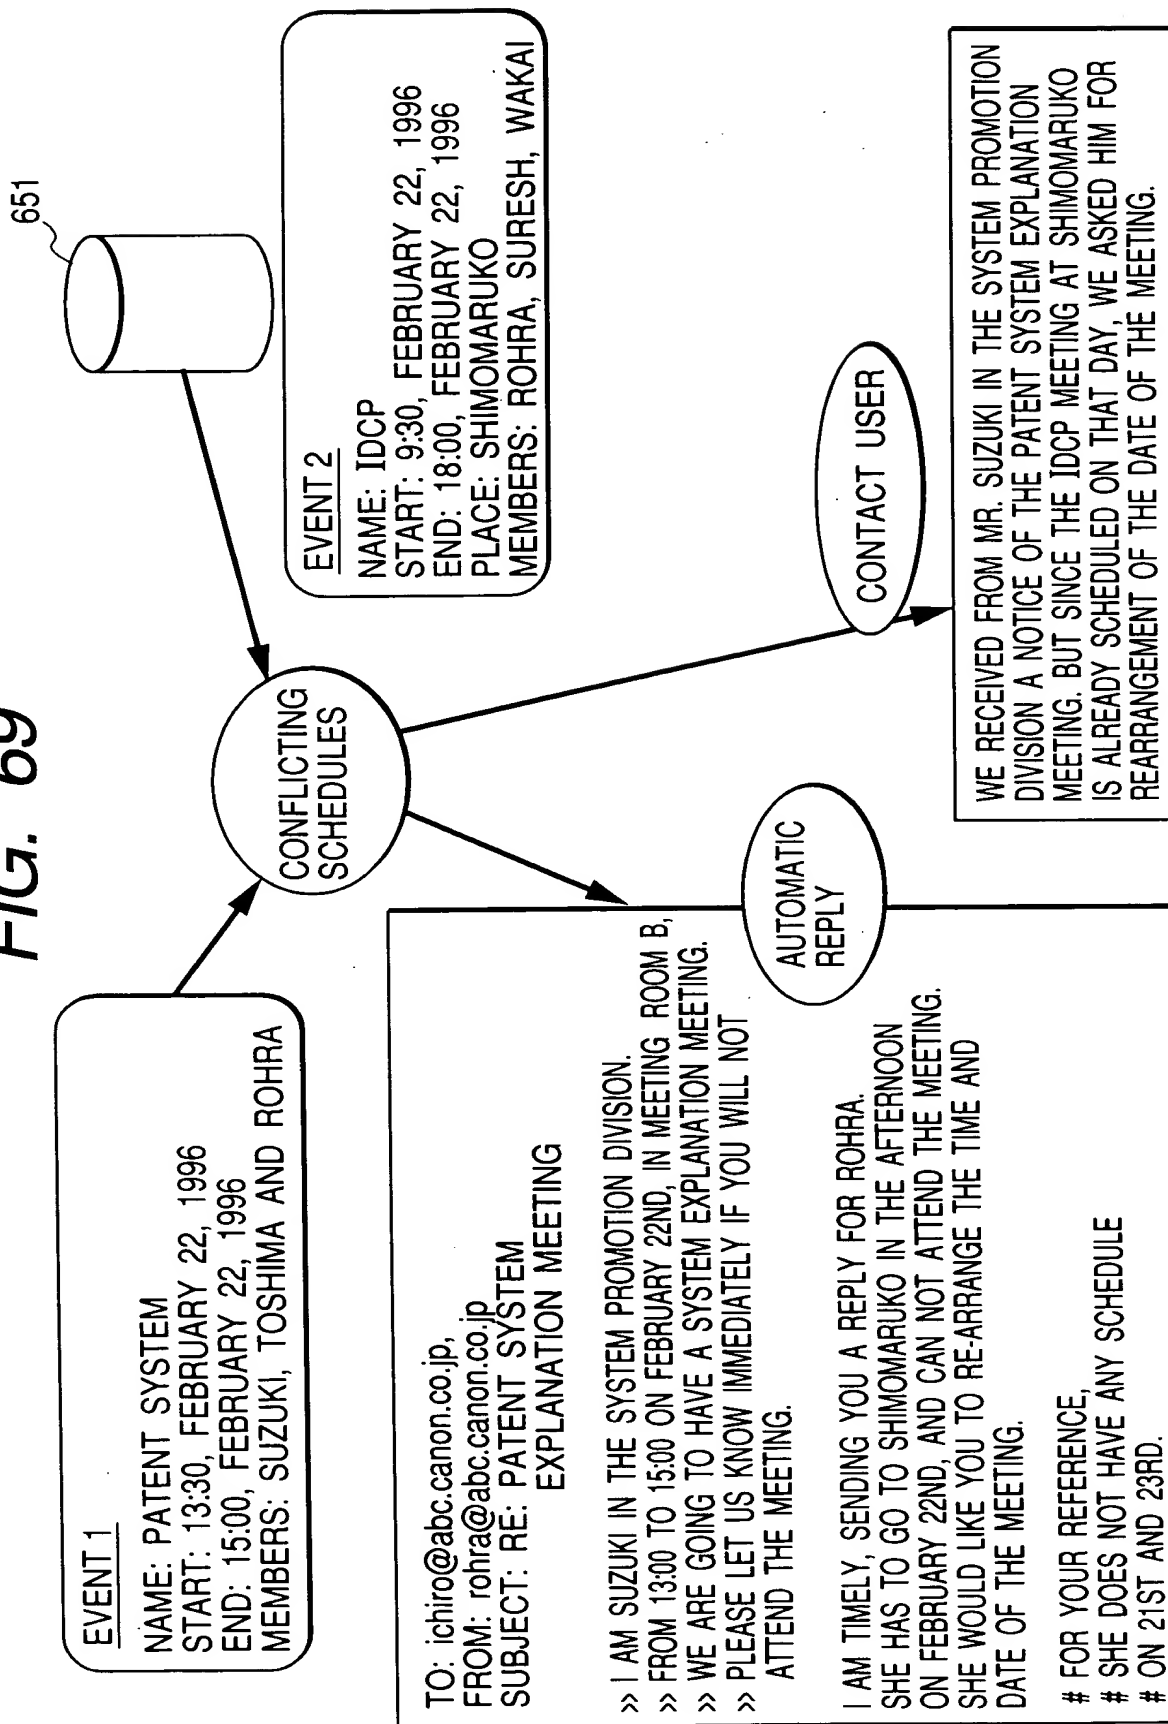 FIG. 69
651
EVENT 1
NAME: PATENT SYSTEM
START: 13:30, FEBRUARY 22, 1996
END: 15:00, FEBRUARY 22, 1996
MEMBERS: SUZUKI, TOSHIMA AND ROHRA
CONFLICTING
SCHEDULES
EVENT 2
NAME: IDCP
START: 9:30, FEBRUARY 22, 1996
END: 18:00, FEBRUARY 22, 1996
PLACE: SHIMOMARUKO
MEMBERS: ROHRA, SURESH, WAKAI
TO: ichiro@abc.canon.co.jp,
FROM: rohra@abc.canon.co.jp
SUBJECT: RE: PATENT SYSTEM
EXPLANATION MEETING
>> I AM SUZUKI IN THE SYSTEM PROMOTION DIVISION.
>> FROM 13:00 TO 15:00 ON FEBRUARY 22ND, IN MEETING ROOM B,
>> WE ARE GOING TO HAVE A SYSTEM EXPLANATION MEETING.
>> PLEASE LET US KNOW IMMEDIATELY IF YOU WILL NOT
ATTEND THE MEETING.
I AM TIMELY, SENDING YOU A REPLY FOR ROHRA.
SHE HAS TO GO TO SHIMOMARUKO IN THE AFTERNOON
ON FEBRUARY 22ND, AND CAN NOT ATTEND THE MEETING.
SHE WOULD LIKE YOU TO RE-ARRANGE THE TIME AND
DATE OF THE MEETING.
# FOR YOUR REFERENCE,
# SHE DOES NOT HAVE ANY SCHEDULE
# ON 21ST AND 23RD.
AUTOMATIC
REPLY
CONTACT USER
WE RECEIVED FROM MR. SUZUKI IN THE SYSTEM PROMOTION
DIVISION A NOTICE OF THE PATENT SYSTEM EXPLANATION
MEETING. BUT SINCE THE IDCP MEETING AT SHIMOMARUKO
IS ALREADY SCHEDULED ON THAT DAY, WE ASKED HIM FOR
REARRANGEMENT OF THE DATE OF THE MEETING.